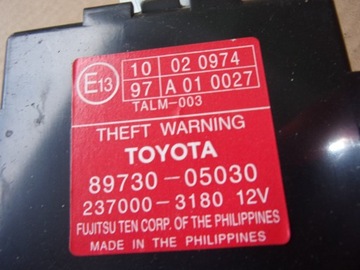 E13
10 02 0974
97 A 01 0027
TALM-003
THEFT WARNING
TOYOTA
89730-05030
237000-3180 12V
FUJITSU TEN CORP. OF THE PHILIPPINES
MADE IN THE PHILIPPINES